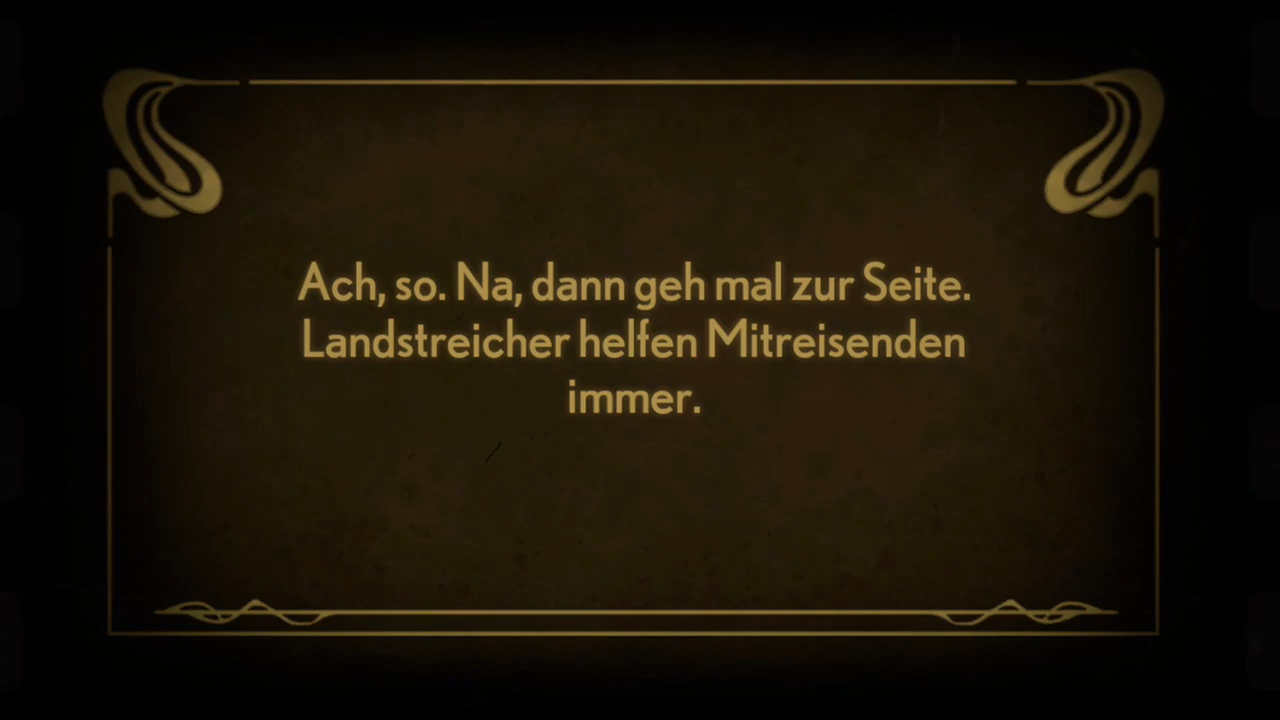 Ach, so. Na, dann geh mal zur Seite.
Landstreicher helfen Mitreisenden
immer.